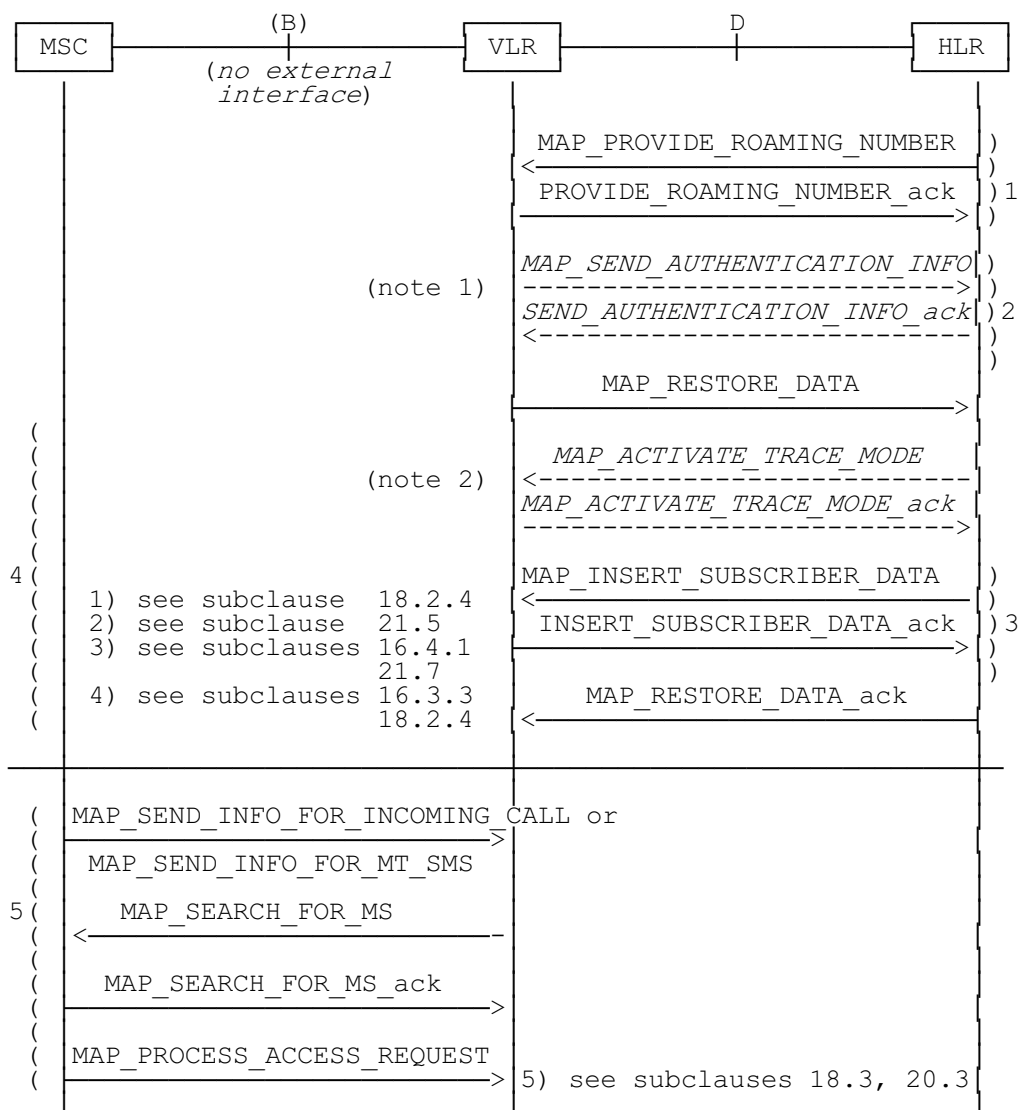 (B) D
MSC VLR HLR
(no external
interface)
MAP_PROVIDE_ROAMING_NUMBER )
)
PROVIDE_ROAMING_NUMBER_ack )1
)
MAP_SEND_AUTHENTICATION_INFO )
(note 1) )
SEND_AUTHENTICATION_INFO_ack )2
)
)
MAP_RESTORE_DATA
(
( MAP_ACTIVATE_TRACE_MODE
( (note 2)
( MAP_ACTIVATE_TRACE_MODE_ack
(
(
4( MAP_INSERT_SUBSCRIBER_DATA )
( 1) see subclause 18.2.4 )
( 2) see subclause 21.5 INSERT_SUBSCRIBER_DATA_ack )3
( 3) see subclauses 16.4.1 )
( 21.7 )
( 4) see subclauses 16.3.3 MAP_RESTORE_DATA_ack
( 18.2.4
( MAP_SEND_INFO_FOR_INCOMING_CALL or
(
( MAP_SEND_INFO_FOR_MT_SMS
(
5( MAP_SEARCH_FOR_MS
(
(
( MAP_SEARCH_FOR_MS_ack
(
(
( MAP_PROCESS_ACCESS_REQUEST
( 5) see subclauses 18.3, 20.3